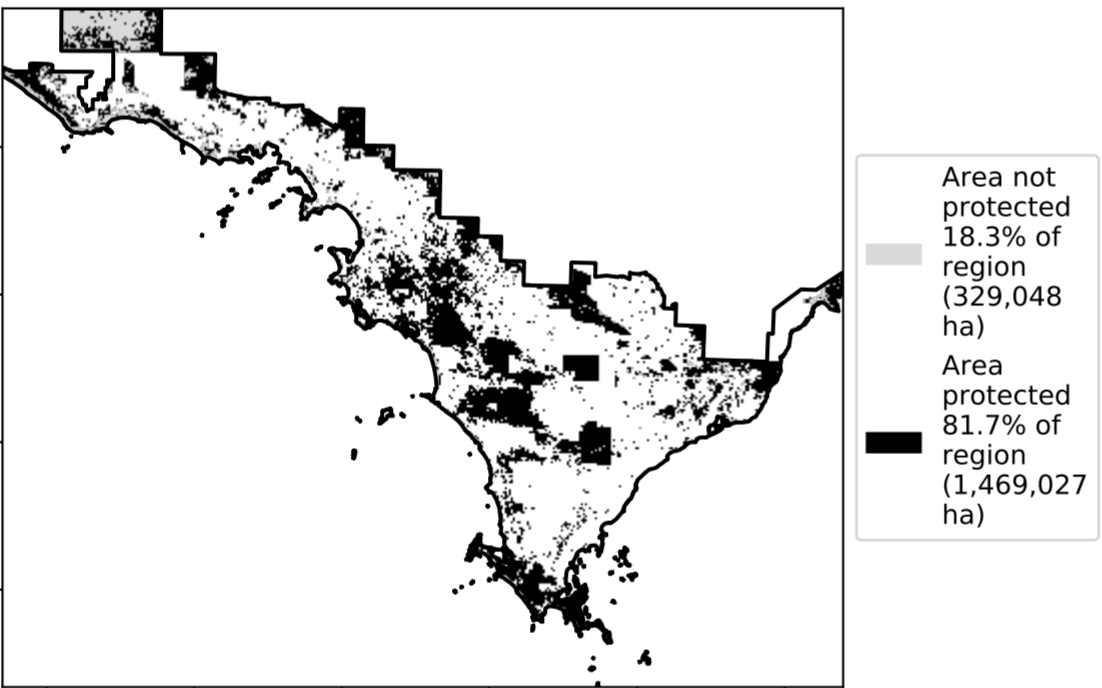 Area not
protected
18.3% of
region
(329,048
ha)
Area
protected
81.7% of
region
(1,469,027
ha)